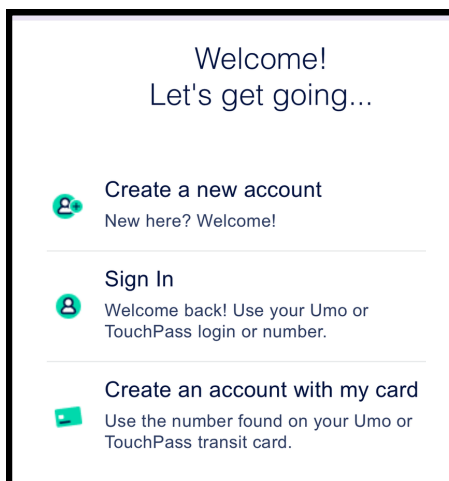 Welcome!
Let's get going...
Create a new account
New here? Welcome!
Sign In
Welcome back! Use your Umo or
TouchPass login or number.
Create an account with my card
Use the number found on your Umo or
TouchPass transit card.